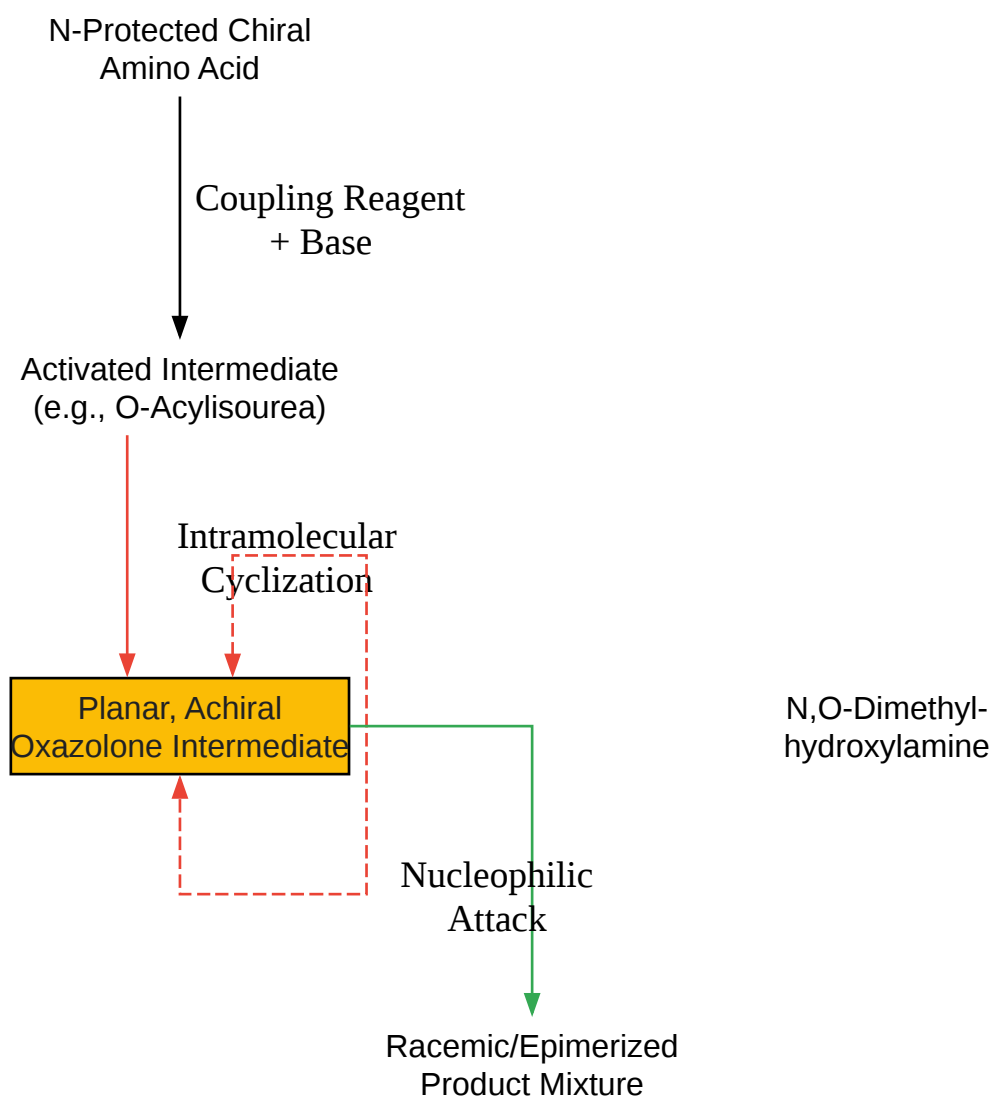 N-Protected Chiral
Amino Acid
Coupling Reagent
+ Base
Activated Intermediate
(e.g., O-Acylisourea)
Intramolecular
Cyclization
Planar, Achiral
Oxazolone Intermediate
N,O-Dimethyl-
hydroxylamine
Nucleophilic
Attack
Racemic/Epimerized
Product Mixture